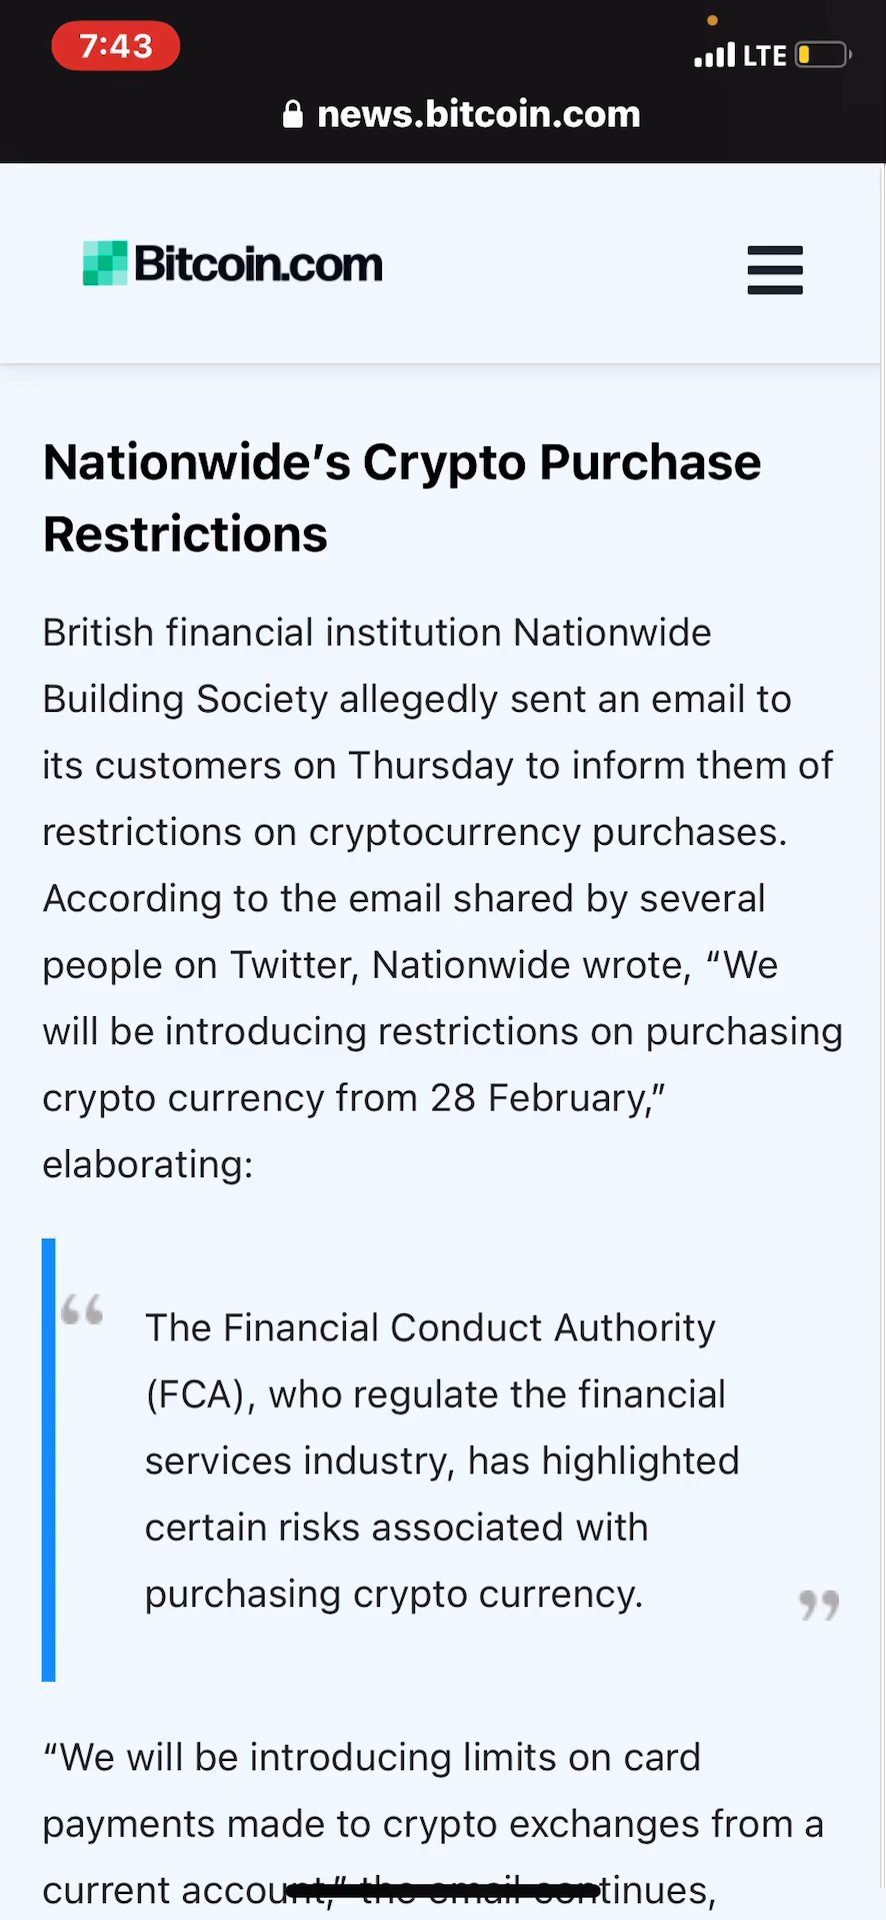 7:43
LTE
news.bitcoin.com
Bitcoin.com
Nationwide’s Crypto Purchase
Restrictions
British financial institution Nationwide
Building Society allegedly sent an email to
its customers on Thursday to inform them of
restrictions on cryptocurrency purchases.
According to the email shared by several
people on Twitter, Nationwide wrote, “We
will be introducing restrictions on purchasing
crypto currency from 28 February,”
elaborating:
“
The Financial Conduct Authority
(FCA), who regulate the financial
services industry, has highlighted
certain risks associated with
purchasing crypto currency.
”
“We will be introducing limits on card
payments made to crypto exchanges from a
current account,” the email continues,